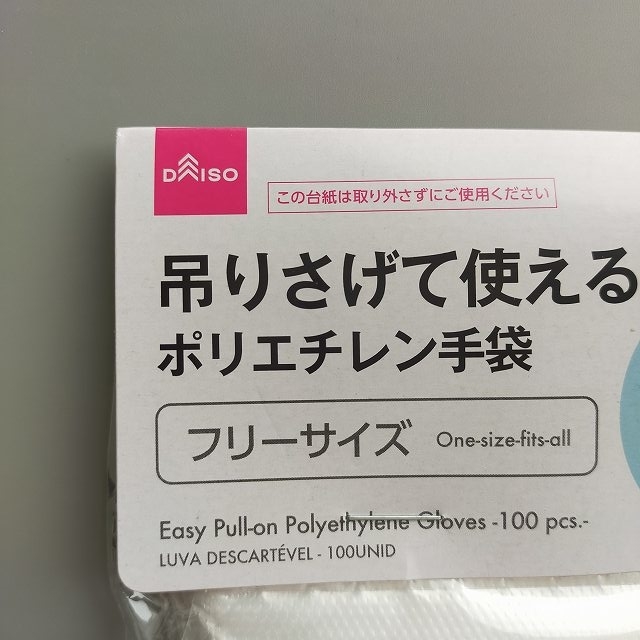 DAISO
この台紙は取り外さずにご使用ください
吊りさげて使える
ポリエチレン手袋
フリーサイズ One-size-fits-all
Easy Pull-on Polyethylene Gloves -100 pcs.-
LUVA DESCARTÉVEL - 100UNID